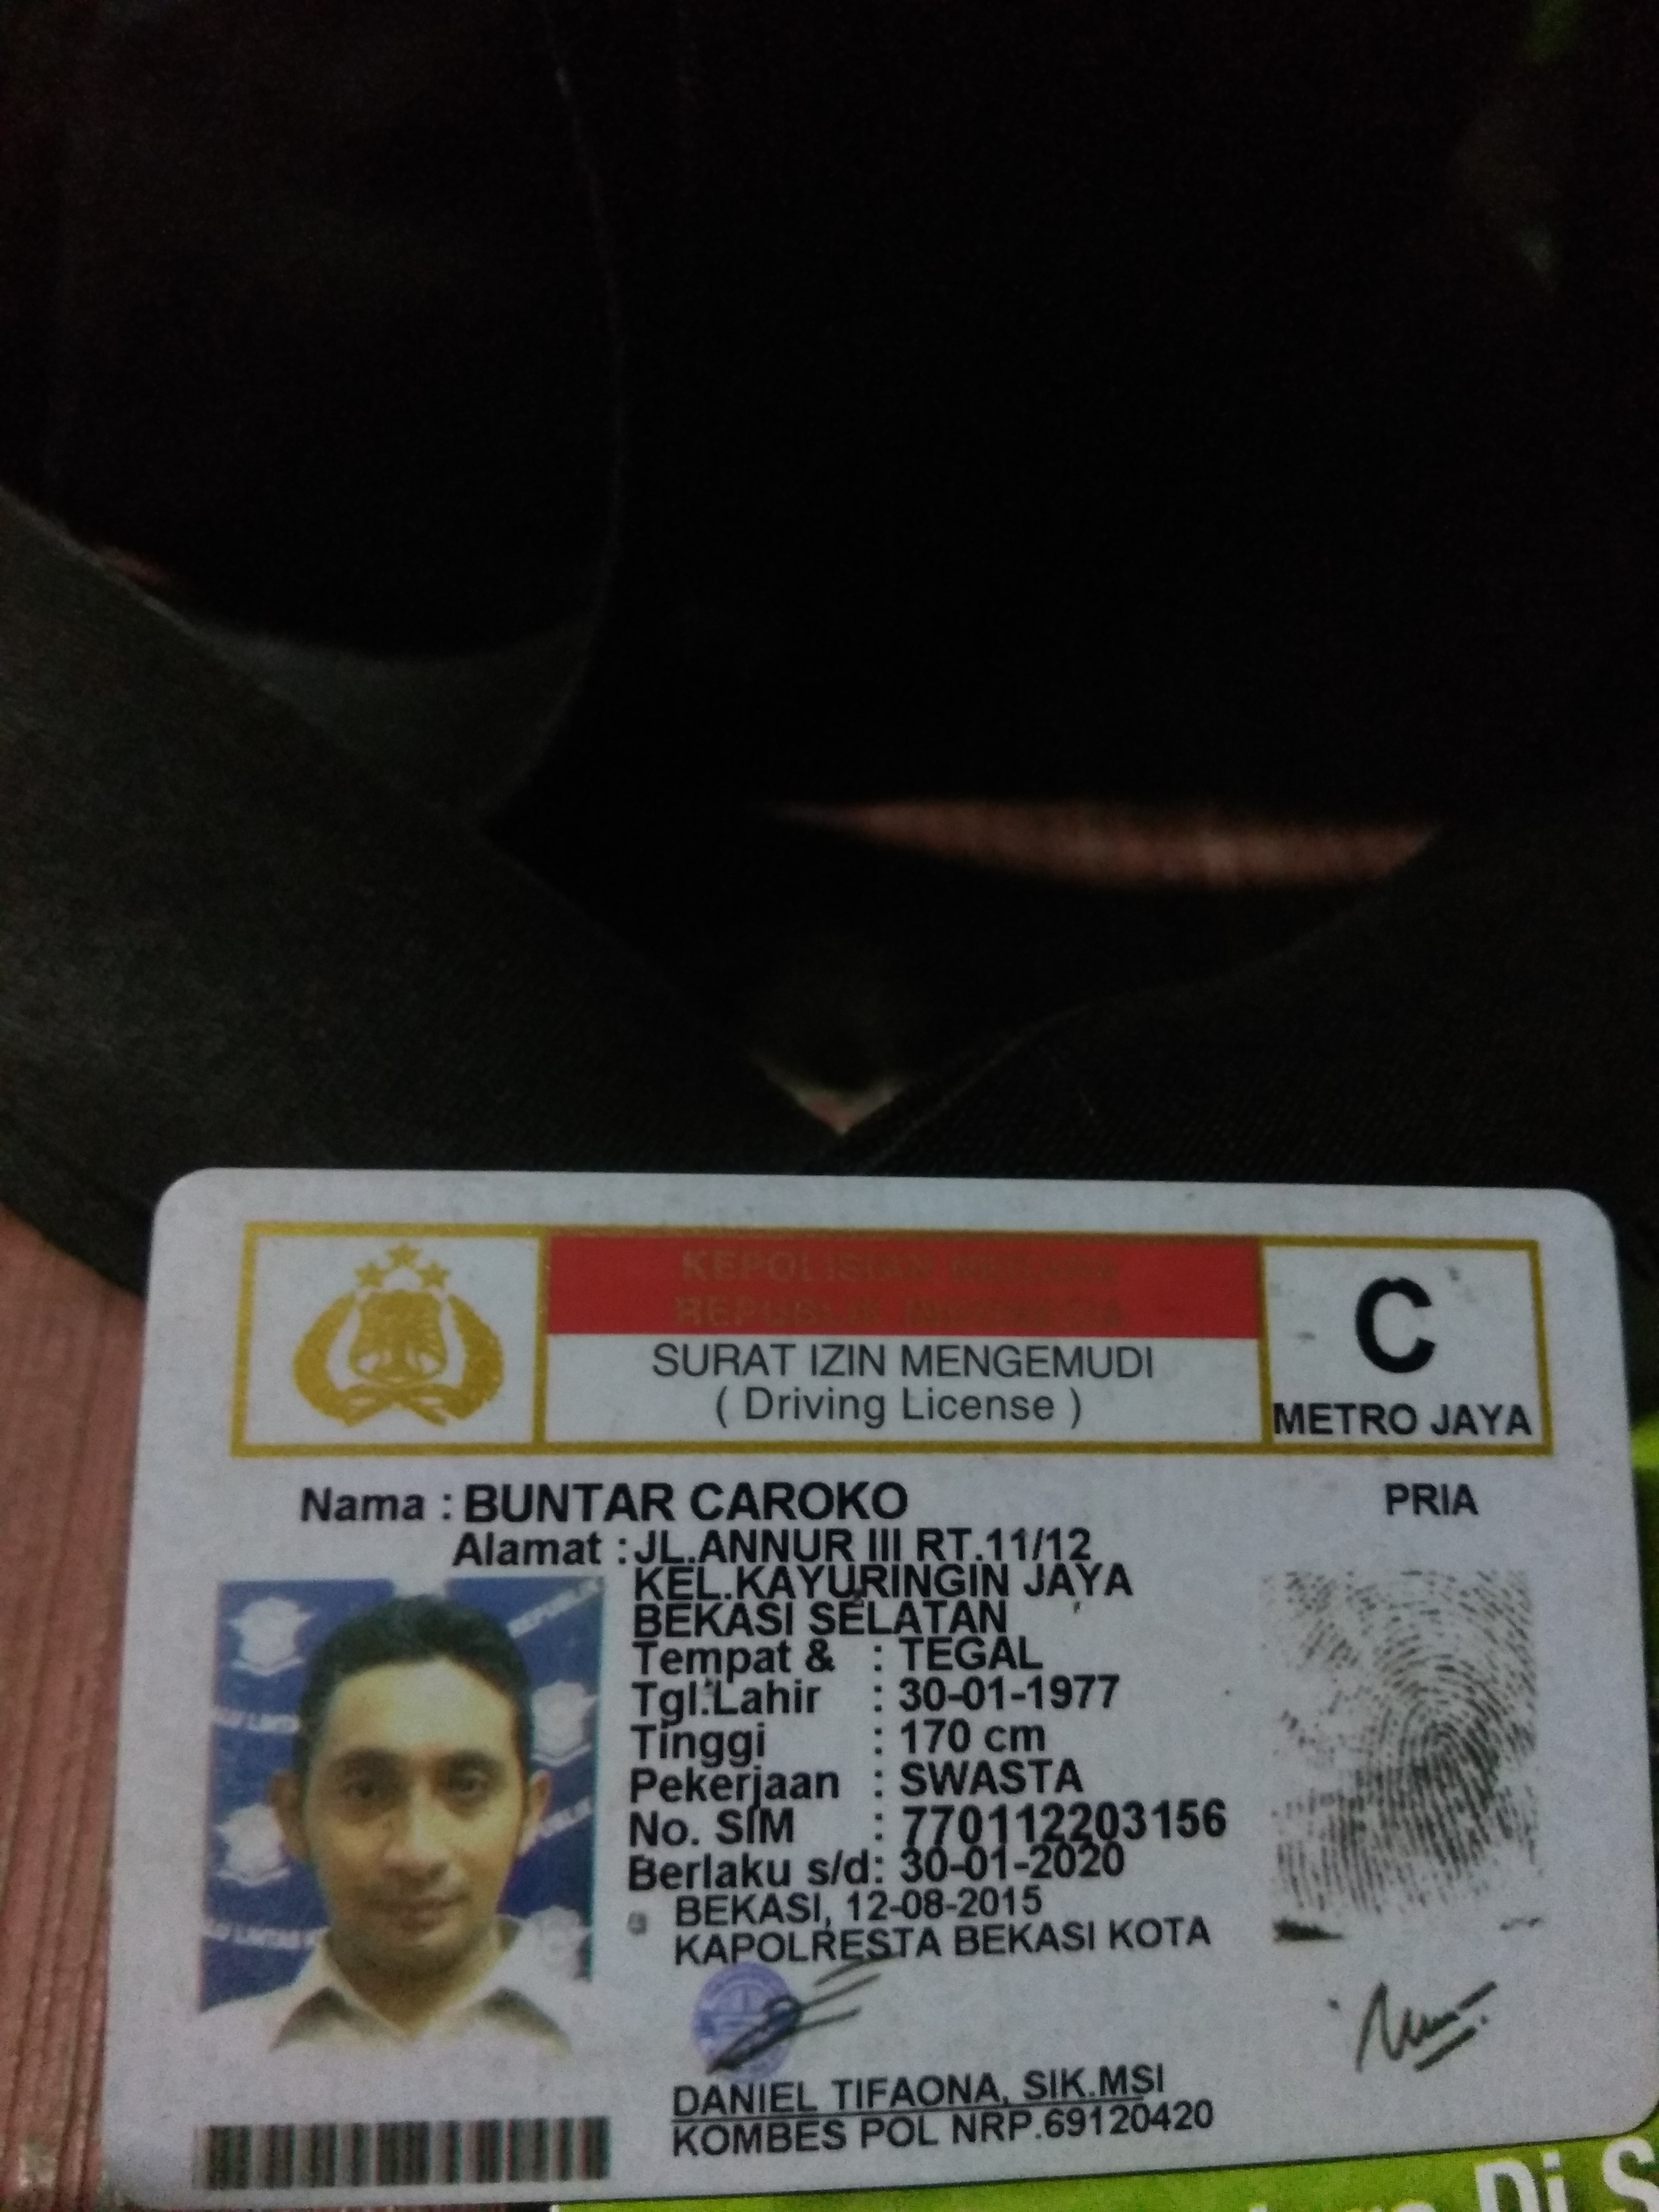 KEPOLISIAN NEGARA
REPUBLIK INDONESIA
SURAT IZIN MENGEMUDI
( Driving License )
C
METRO JAYA
Nama : BUNTAR CAROKO
PRIA
Alamat : JL.ANNUR III RT.11/12
KEL.KAYURINGIN JAYA
BEKASI SELATAN
Tempat & : TEGAL
Tgl.Lahir : 30-01-1977
Tinggi : 170 cm
Pekerjaan : SWASTA
No. SIM : 770112203156
Berlaku s/d: 30-01-2020
BEKASI, 12-08-2015
KAPOLRESTA BEKASI KOTA
DANIEL TIFAONA, SIK.MSI
KOMBES POL NRP.69120420
Di